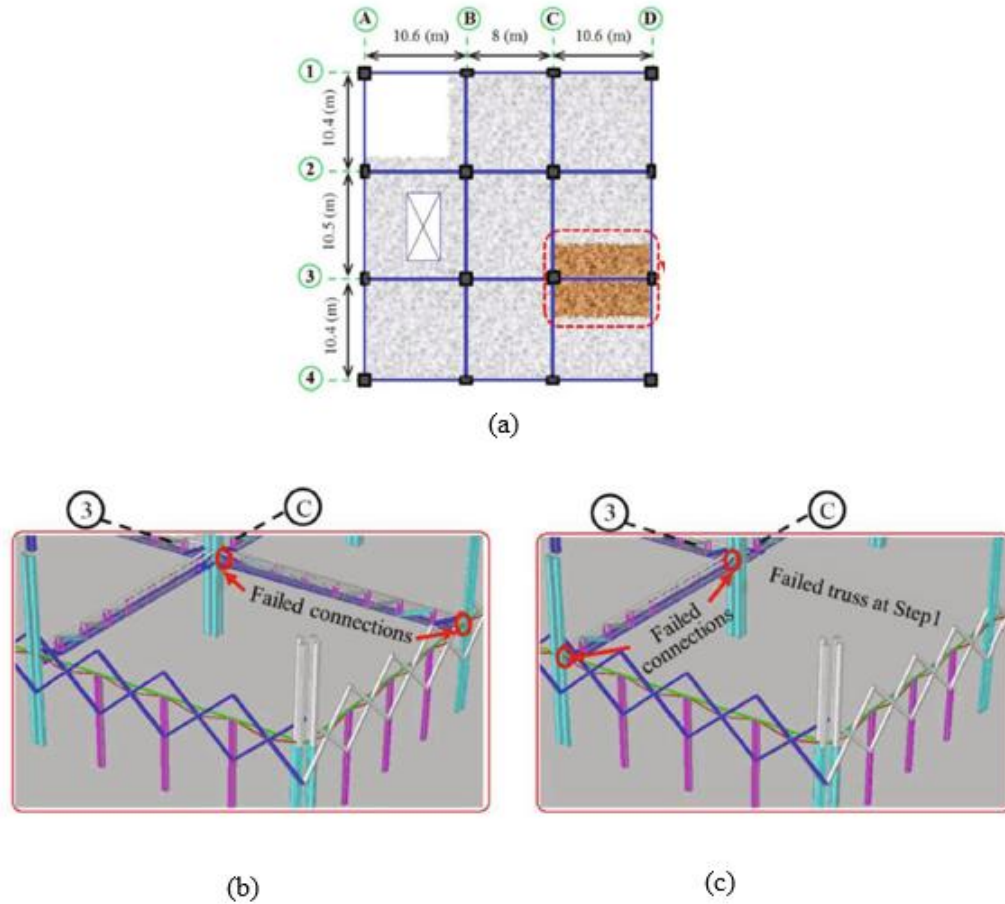 A B C D
10.6 (m) 8 (m) 10.6 (m)
1
10.4 (m)
2
10.5 (m)
3
10.4 (m)
4
(a)
3 C
Failed connections
3 C
Failed truss at Step1
Failed
connections
(b) (c)